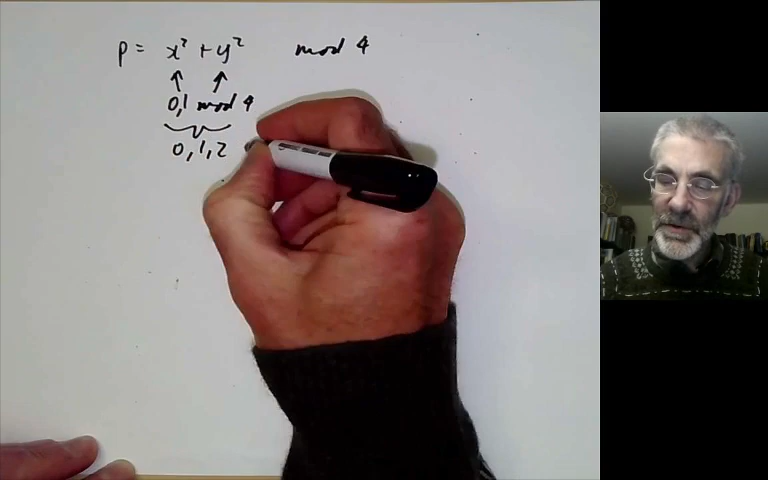 p = x² + y² mod 4
0,1 mod 4
0,1,2